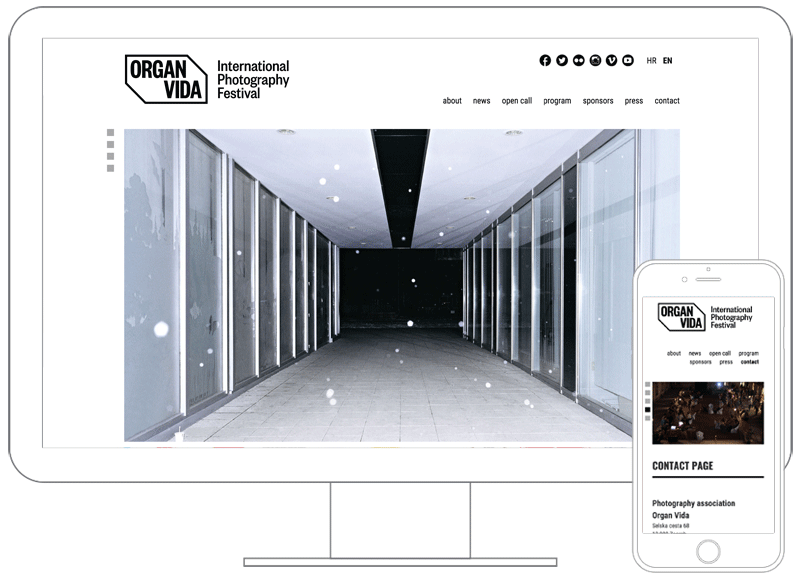 ORGAN
VIDA
International
Photography
Festival
HR EN
about news open call program sponsors press contact
ORGAN
VIDA
International
Photography
Festival
about news open call program
sponsors press contact
CONTACT PAGE
Photography association
Organ Vida
Selska cesta 68